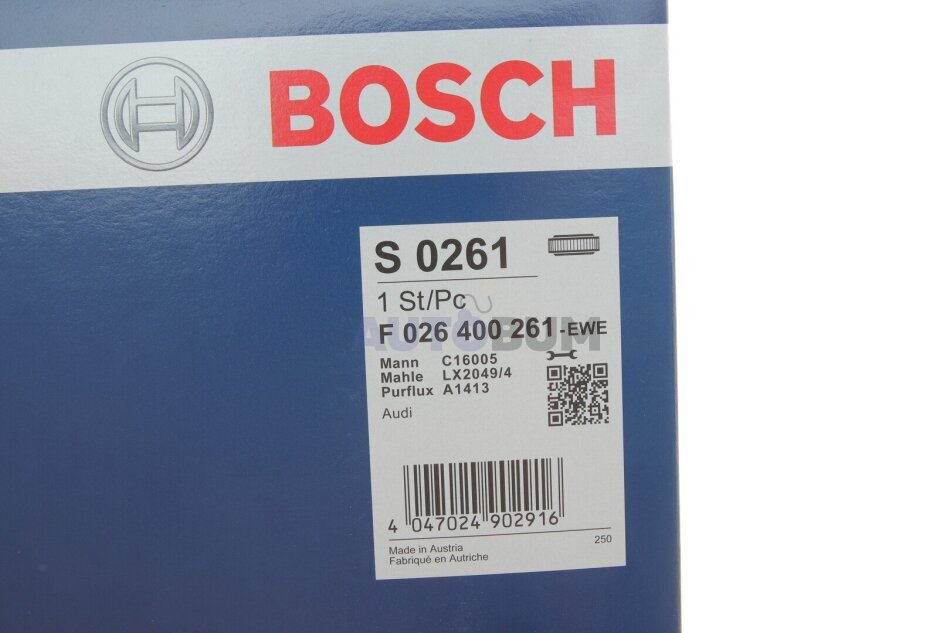 BOSCH
S 0261
1 St/Pc
F 026 400 261-EWE
AUTOBUM
Mann C16005
Mahle LX2049/4
Purflux A1413
Audi
4 047024 902916
Made in Austria
Fabriqué en Autriche
250